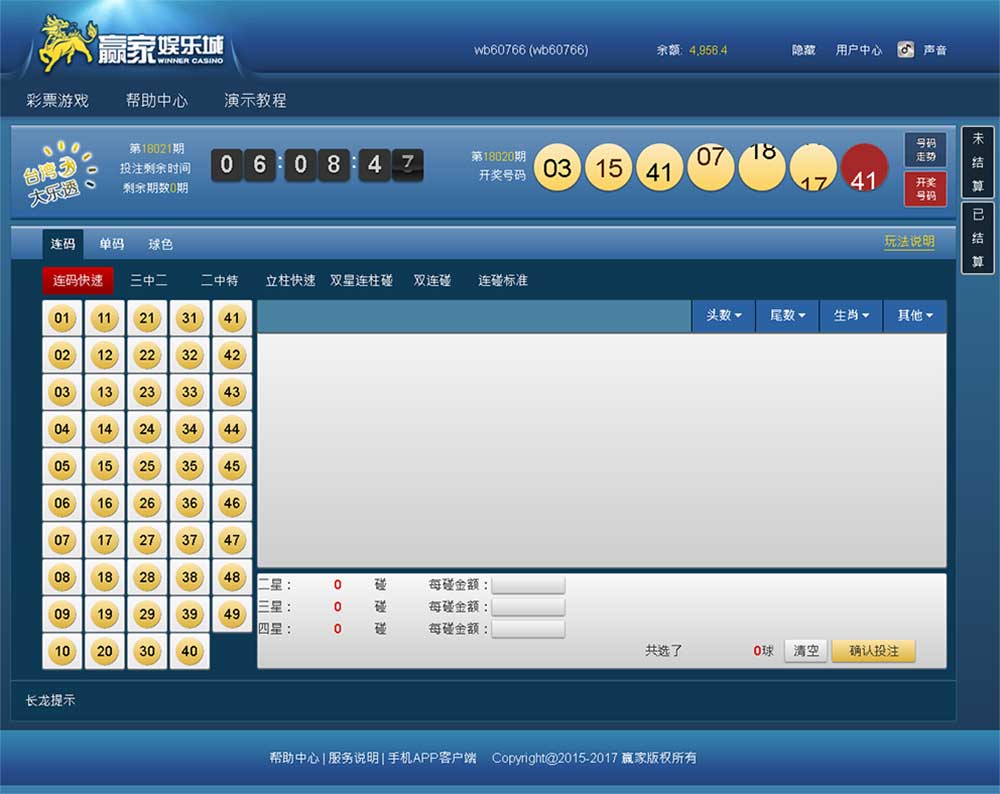 赢家娱乐城
WINNER CASINO
wb60766 (wb60766) 余额: 4,956.4 隐藏 用户中心 声音
彩票游戏 帮助中心 演示教程
台湾大乐透
第18021期
投注剩余时间
剩余期数0期
06:08:47
第18020期
开奖号码
03 15 41 07 18 17 41
号码走势
开奖号码
未结算
已结算
连码 单码 球色 玩法说明
连码快速 三中二 二中特 立柱快速 双星连柱碰 双连碰 连碰标准
01 11 21 31 41
头数 尾数 生肖 其他
02 12 22 32 42
03 13 23 33 43
04 14 24 34 44
05 15 25 35 45
06 16 26 36 46
07 17 27 37 47
08 18 28 38 48
09 19 29 39 49
10 20 30 40
二星: 0 碰 每碰金额:
三星: 0 碰 每碰金额:
四星: 0 碰 每碰金额:
共选了 0球 清空 确认投注
长龙提示
帮助中心 | 服务说明 | 手机APP客户端 Copyright@2015-2017 赢家版权所有